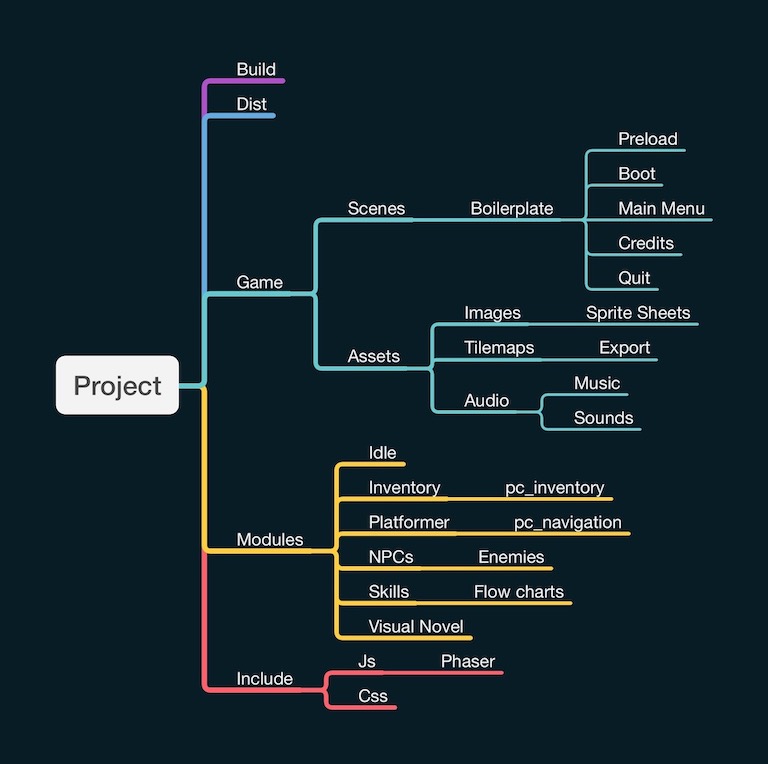 Build
Dist
Preload
Boot
Scenes
Boilerplate
Main Menu
Credits
Quit
Game
Images
Sprite Sheets
Assets
Tilemaps
Export
Audio
Music
Sounds
Project
Idle
Inventory
pc_inventory
Platformer
pc_navigation
Modules
NPCs
Enemies
Skills
Flow charts
Visual Novel
Include
Js
Phaser
Css